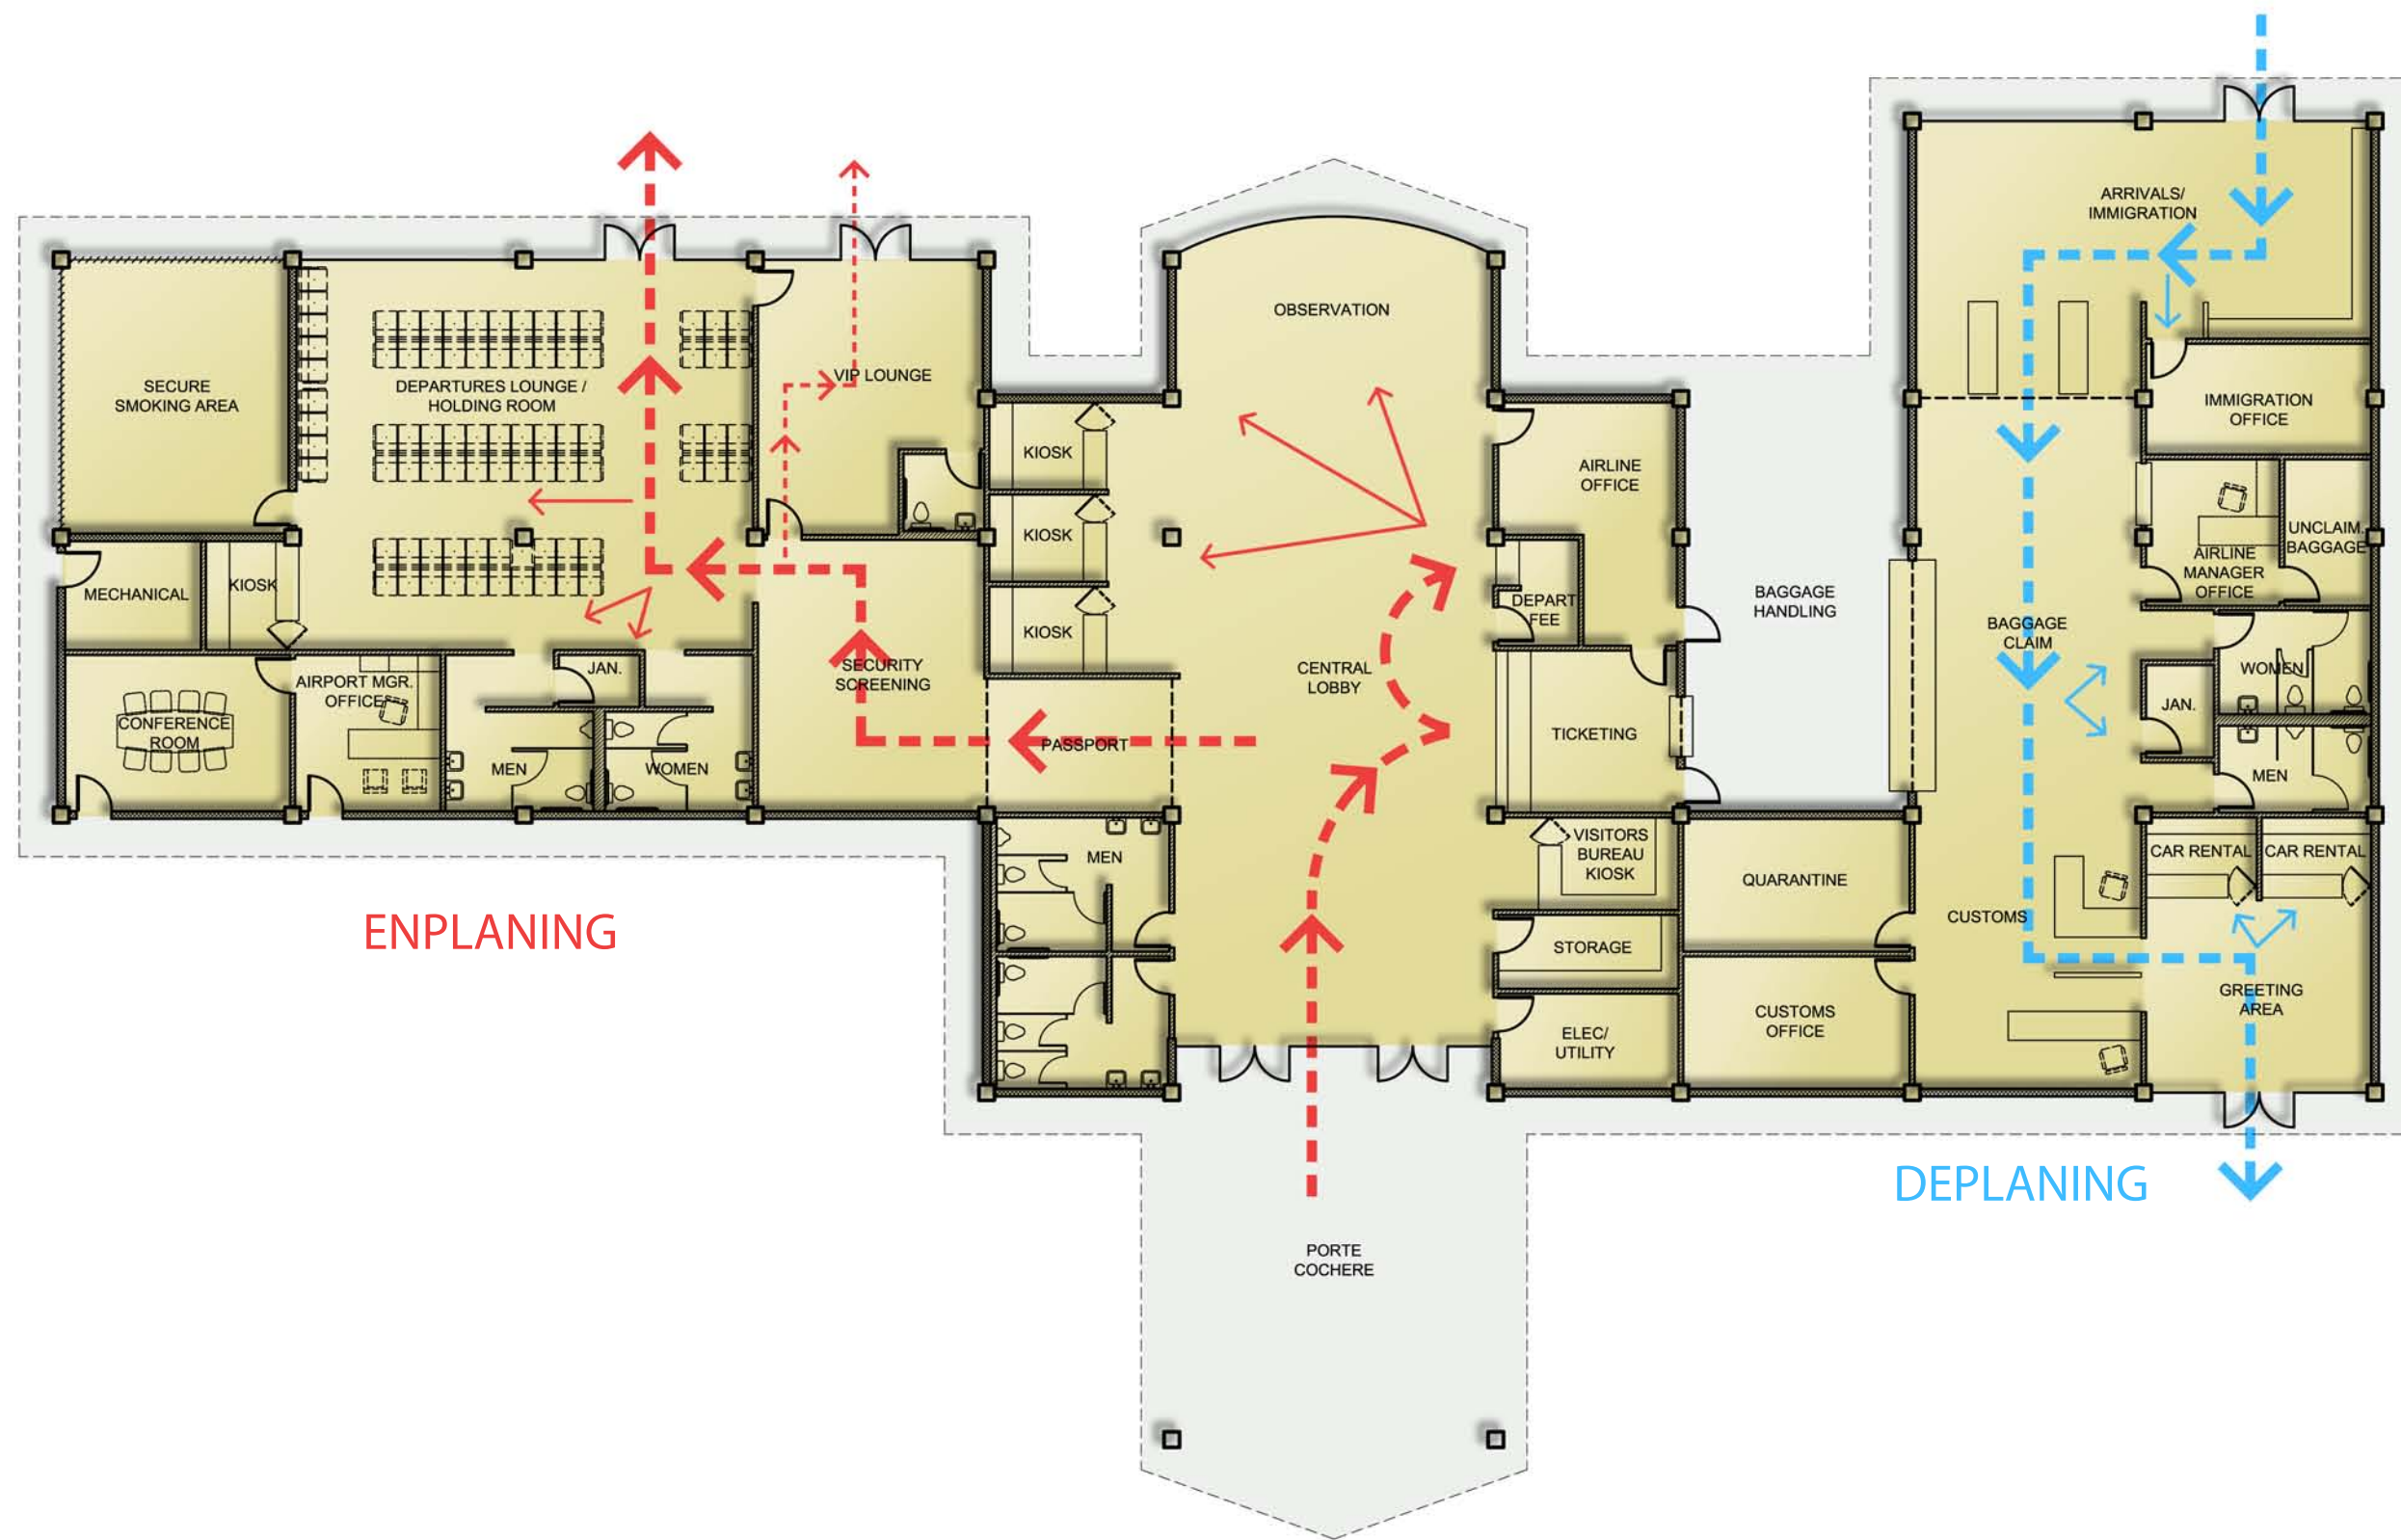 ARRIVALS/
IMMIGRATION
OBSERVATION
SECURE
SMOKING AREA
DEPARTURES LOUNGE /
HOLDING ROOM
VIP LOUNGE
KIOSK
AIRLINE
OFFICE
IMMIGRATION
OFFICE
KIOSK
UNCLAIM.
BAGGAGE
AIRLINE
MANAGER
OFFICE
MECHANICAL
KIOSK
KIOSK
DEPART
FEE
BAGGAGE
HANDLING
BAGGAGE
CLAIM
WOMEN
JAN.
SECURITY
SCREENING
CENTRAL
LOBBY
JAN.
AIRPORT MGR.
OFFICE
CONFERENCE
ROOM
MEN
WOMEN
PASSPORT
TICKETING
MEN
MEN
VISITORS
BUREAU
KIOSK
QUARANTINE
CAR RENTAL
CAR RENTAL
ENPLANING
CUSTOMS
STORAGE
GREETING
AREA
ELEC/
UTILITY
CUSTOMS
OFFICE
DEPLANING
PORTE
COCHERE